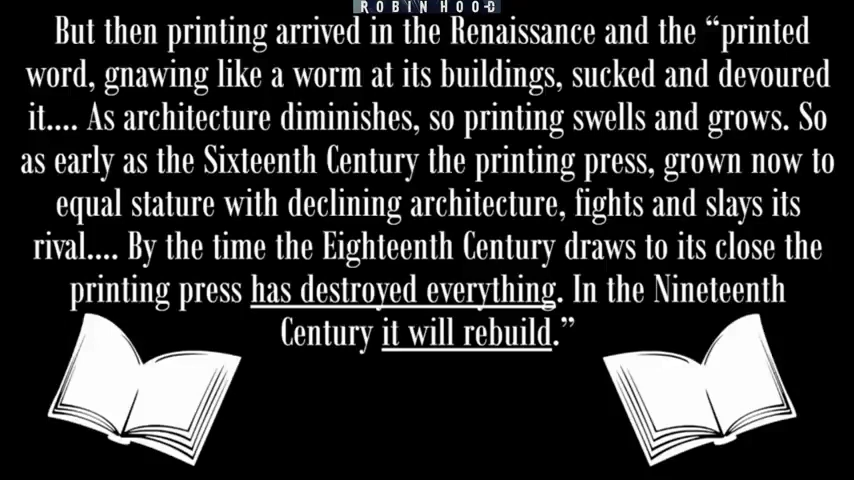 ROBIN HOOD
But then printing arrived in the Renaissance and the “printed
word, gnawing like a worm at its buildings, sucked and devoured
it.... As architecture diminishes, so printing swells and grows. So
as early as the Sixteenth Century the printing press, grown now to
equal stature with declining architecture, fights and slays its
rival.... By the time the Eighteenth Century draws to its close the
printing press has destroyed everything. In the Nineteenth
Century it will rebuild.”